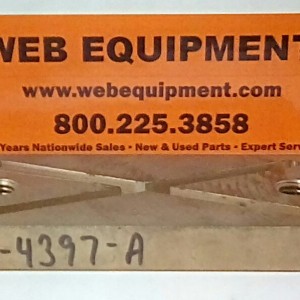 WEB EQUIPMENT
www.webequipment.com
800.225.3858
Years Nationwide Sales • New & Used Parts • Expert Serv
-4397-A